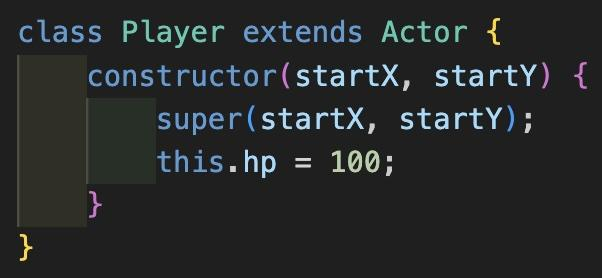 class Player extends Actor {
    constructor(startX, startY) {
        super(startX, startY);
        this.hp = 100;
    }
}